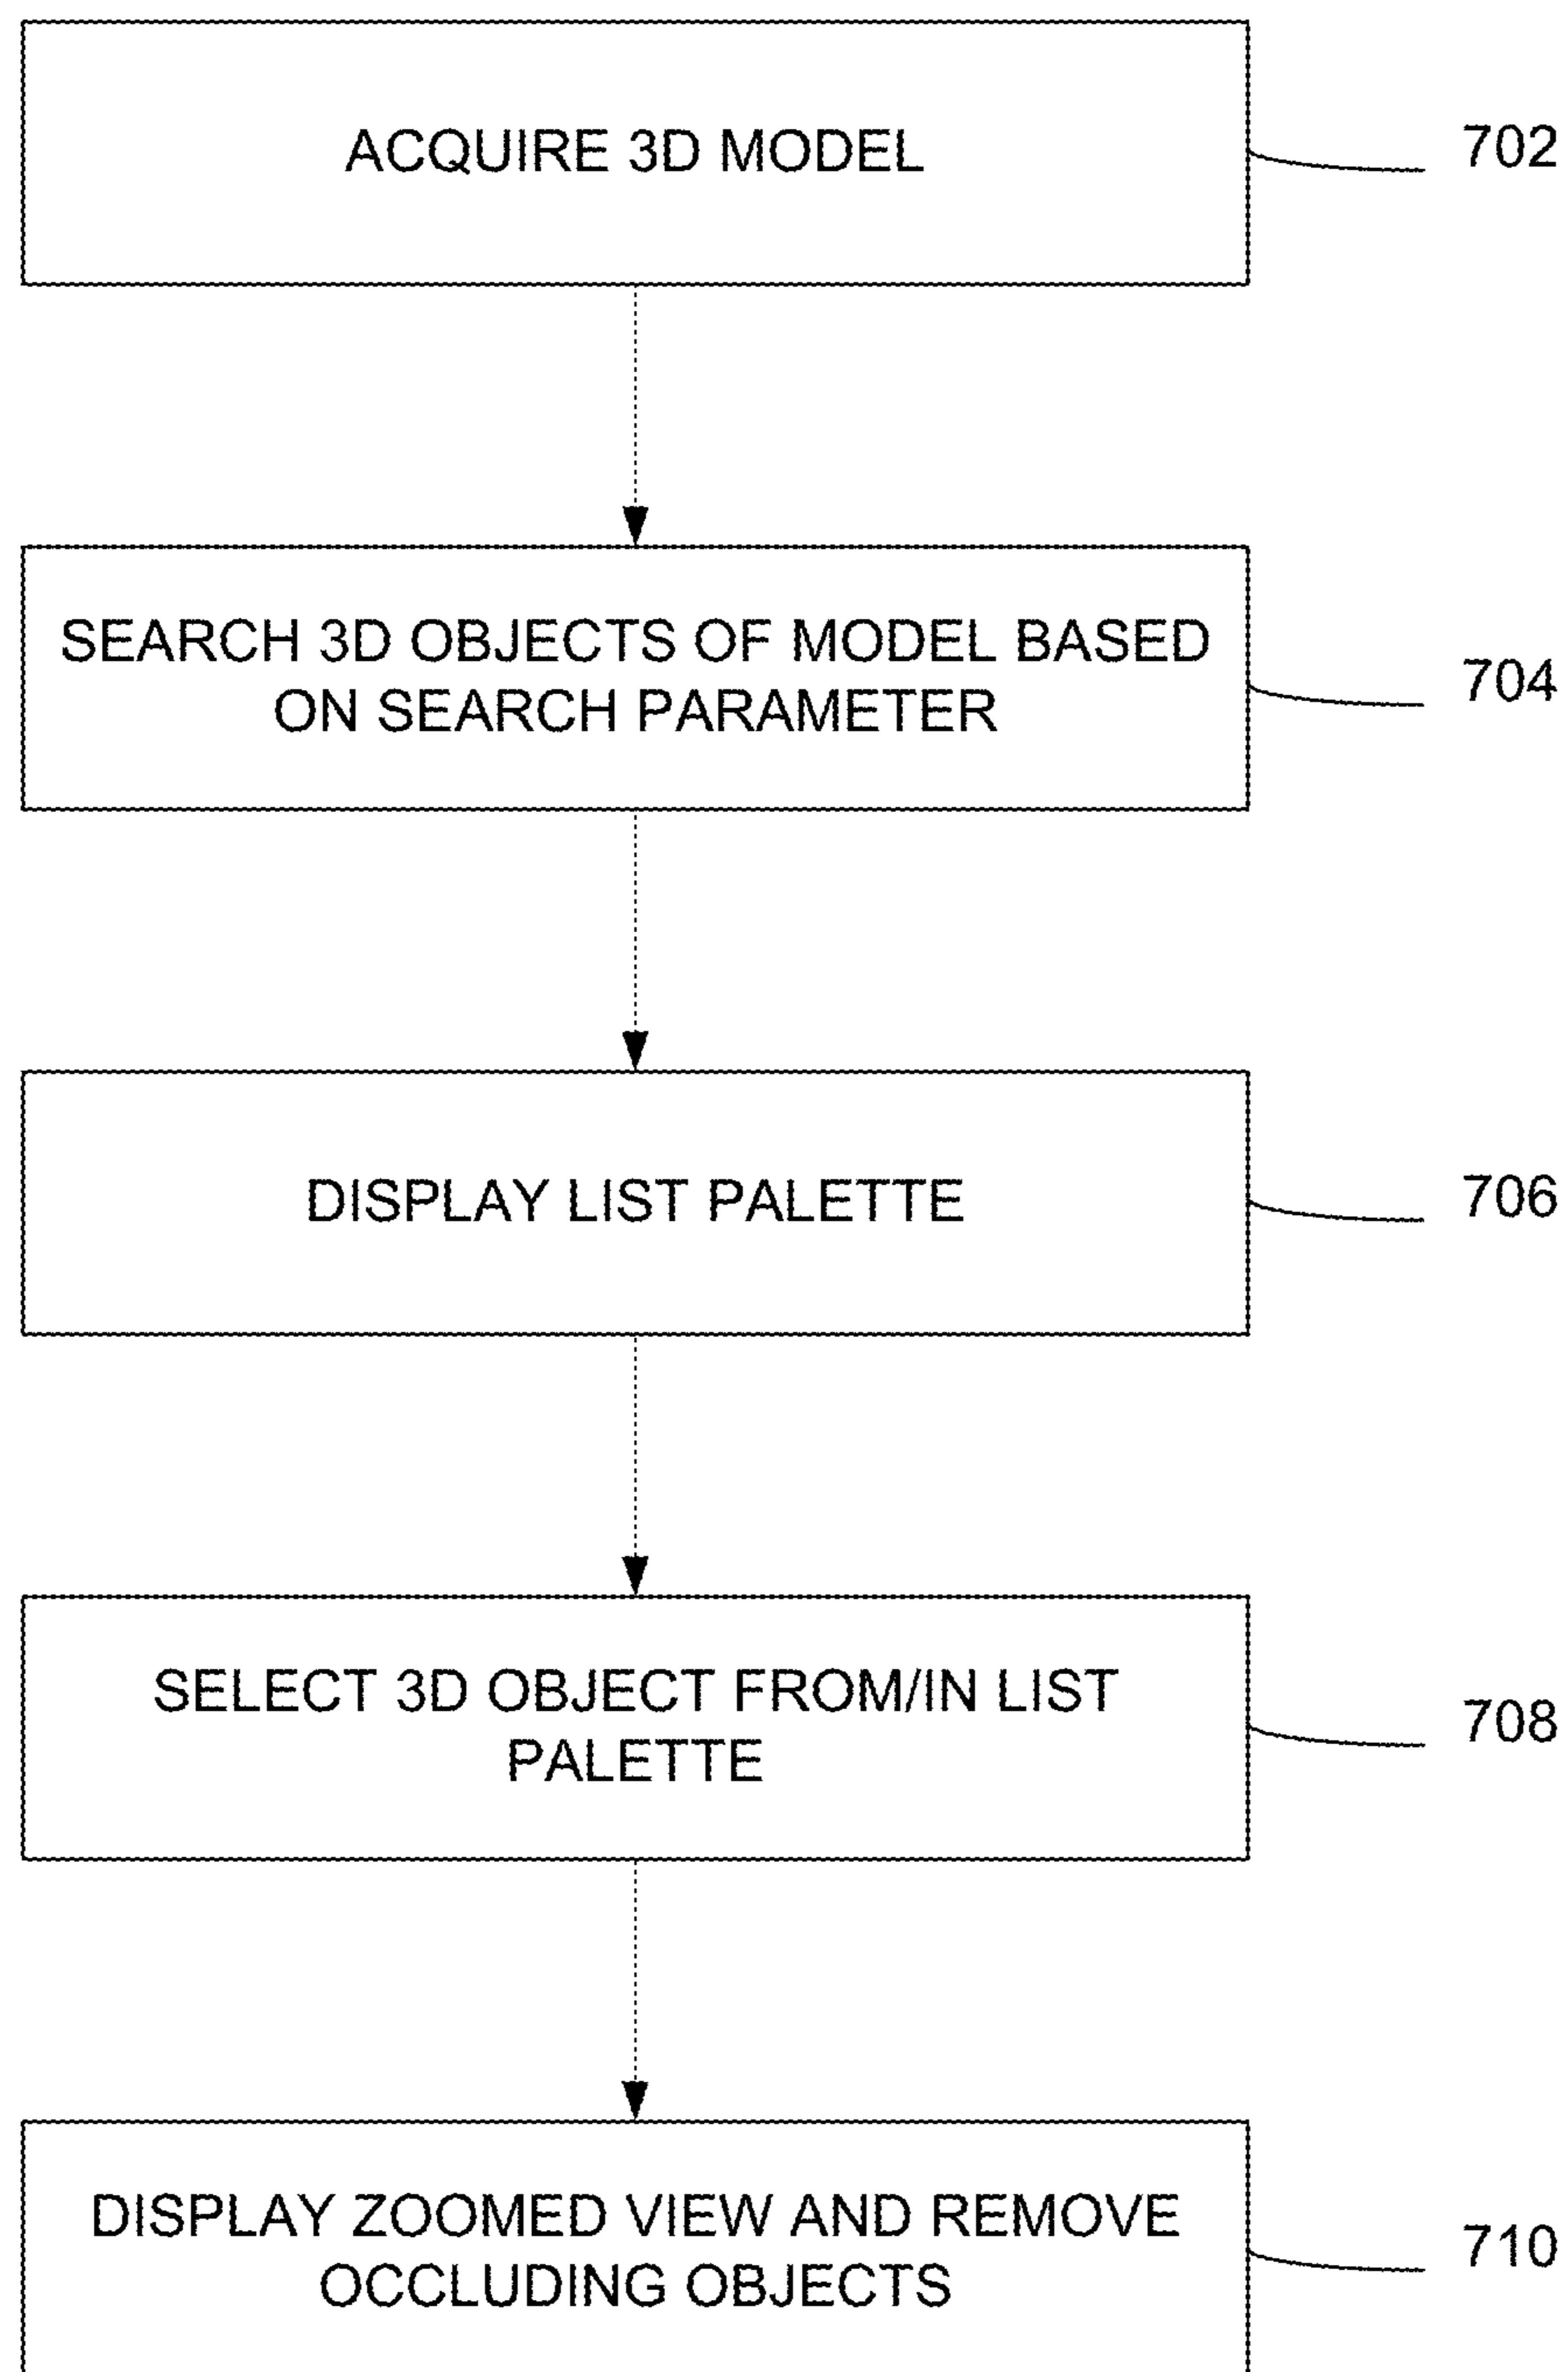 ACQUIRE 3D MODEL
702
SEARCH 3D OBJECTS OF MODEL BASED
ON SEARCH PARAMETER
704
DISPLAY LIST PALETTE
706
SELECT 3D OBJECT FROM/IN LIST
PALETTE
708
DISPLAY ZOOMED VIEW AND REMOVE
OCCLUDING OBJECTS
710